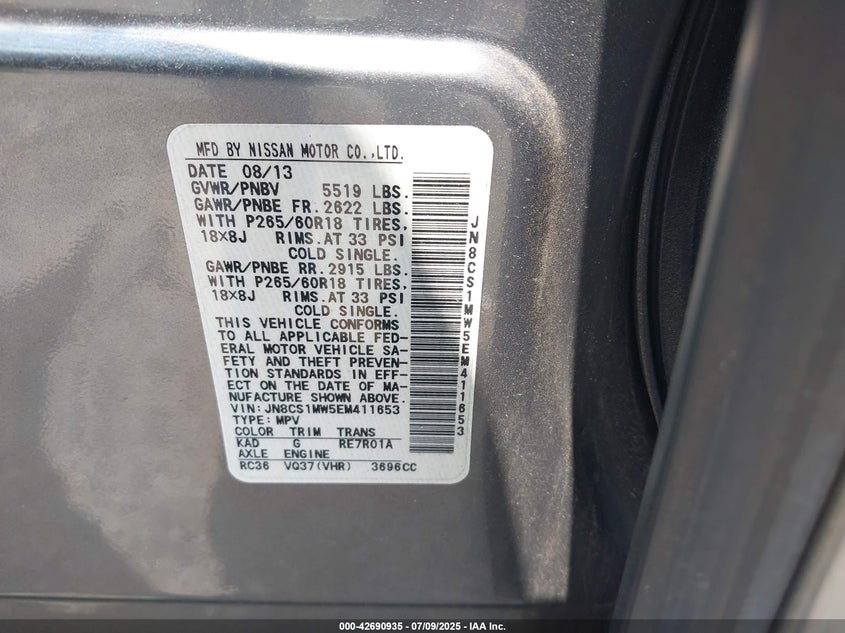 MFD BY NISSAN MOTOR CO.,LTD.
DATE 08/13
GVWR/PNBV 5519 LBS.
GAWR/PNBE FR. 2622 LBS.
WITH P265/60R18 TIRES,
18X8J RIMS.AT 33 PSI
COLD SINGLE.
GAWR/PNBE RR. 2915 LBS.
WITH P265/60R18 TIRES,
18X8J RIMS.AT 33 PSI
COLD SINGLE.
THIS VEHICLE CONFORMS
TO ALL APPLICABLE FED-
ERAL MOTOR VEHICLE SA-
FETY AND THEFT PREVEN-
TION STANDARDS IN EFF-
ECT ON THE DATE OF MA-
NUFACTURE SHOWN ABOVE.
VIN: JN8CS1MW5EM411653
TYPE: MPV
COLOR TRIM TRANS
KAD G RE7R01A
AXLE ENGINE
RC36 VQ37(VHR) 3696CC
JN8CS1MW5EM411653
000-42690935 - 07/09/2025 - IAA Inc.